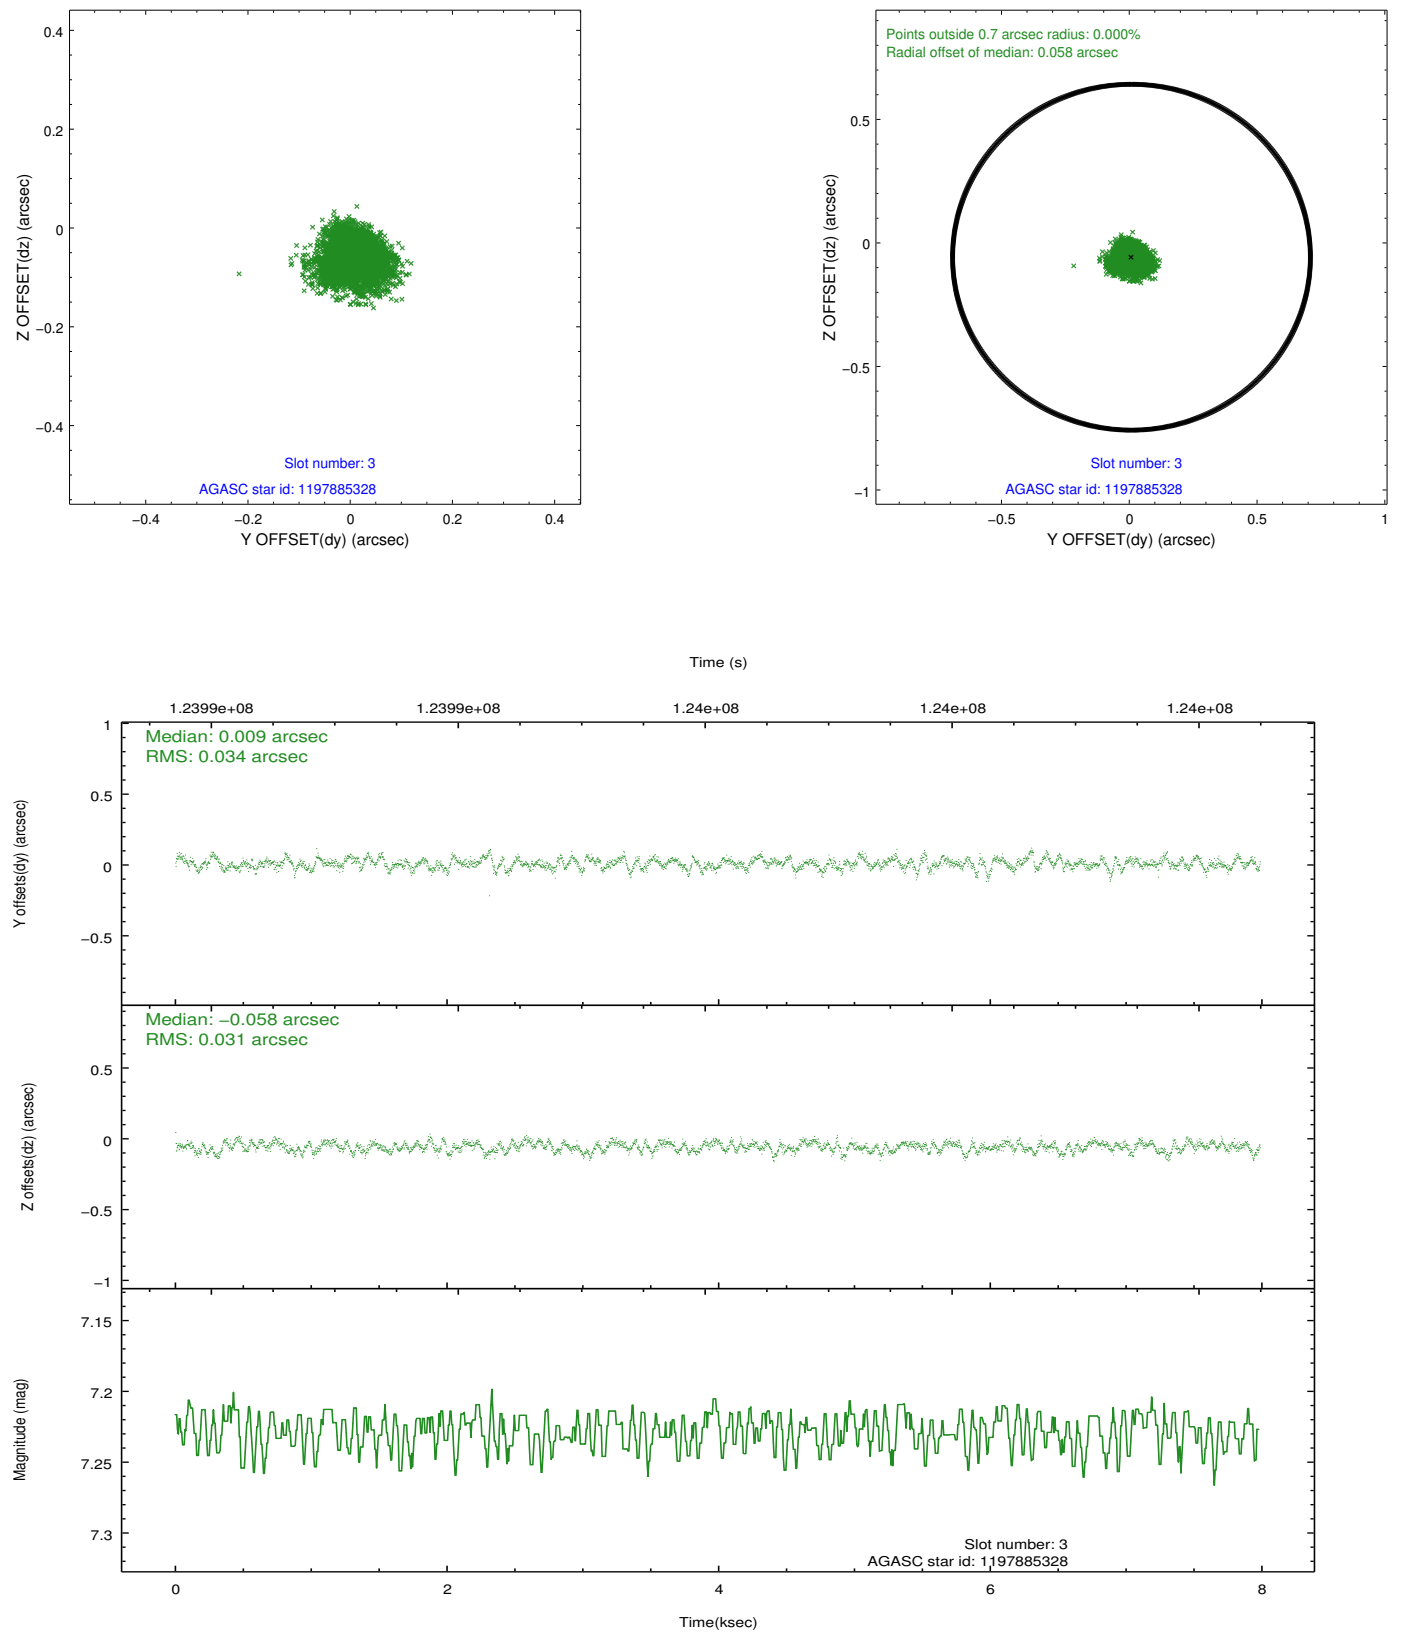 0.4
0.2
0
−0.2
−0.4
Z OFFSET(dz) (arcsec)
Slot number: 3
AGASC star id: 1197885328
−0.4 −0.2 0 0.2 0.4
Y OFFSET(dy) (arcsec)
Points outside 0.7 arcsec radius: 0.000%
Radial offset of median: 0.058 arcsec
0.5
0
−0.5
−1
Z OFFSET(dz) (arcsec)
Slot number: 3
AGASC star id: 1197885328
−0.5 0 0.5 1
Y OFFSET(dy) (arcsec)
Time (s)
1.2399e+08 1.2399e+08 1.24e+08 1.24e+08 1.24e+08
Median: 0.009 arcsec
RMS: 0.034 arcsec
1
0.5
0
−0.5
Y offsets(dy) (arcsec)
Median: −0.058 arcsec
RMS: 0.031 arcsec
0.5
0
−0.5
−1
Z offsets(dz) (arcsec)
7.15
7.2
7.25
7.3
Magnitude (mag)
Slot number: 3
AGASC star id: 1197885328
0 2 4 6 8
Time(ksec)